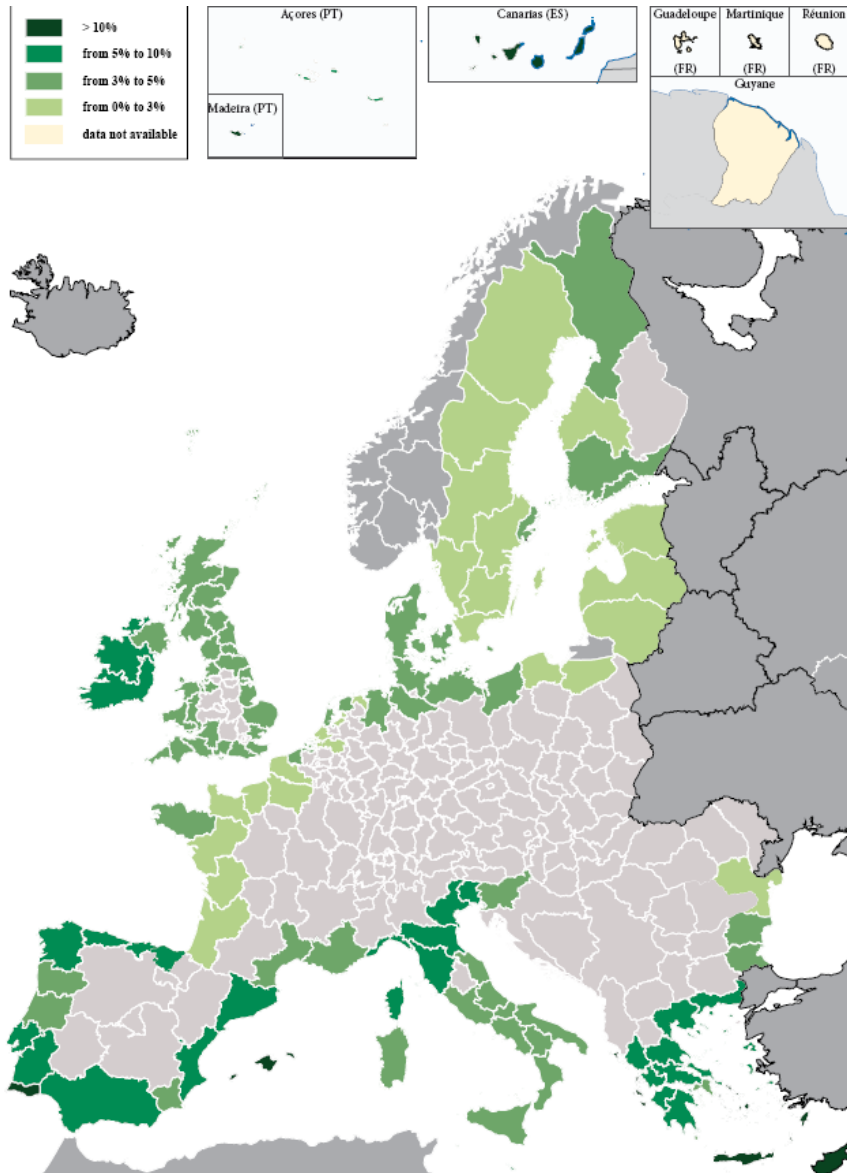 > 10%
from 5% to 10%
from 3% to 5%
from 0% to 3%
data not available
Açores (PT)
Madeira (PT)
Canarias (ES)
Guadeloupe
(FR)
Martinique
(FR)
Réunion
(FR)
Guyane